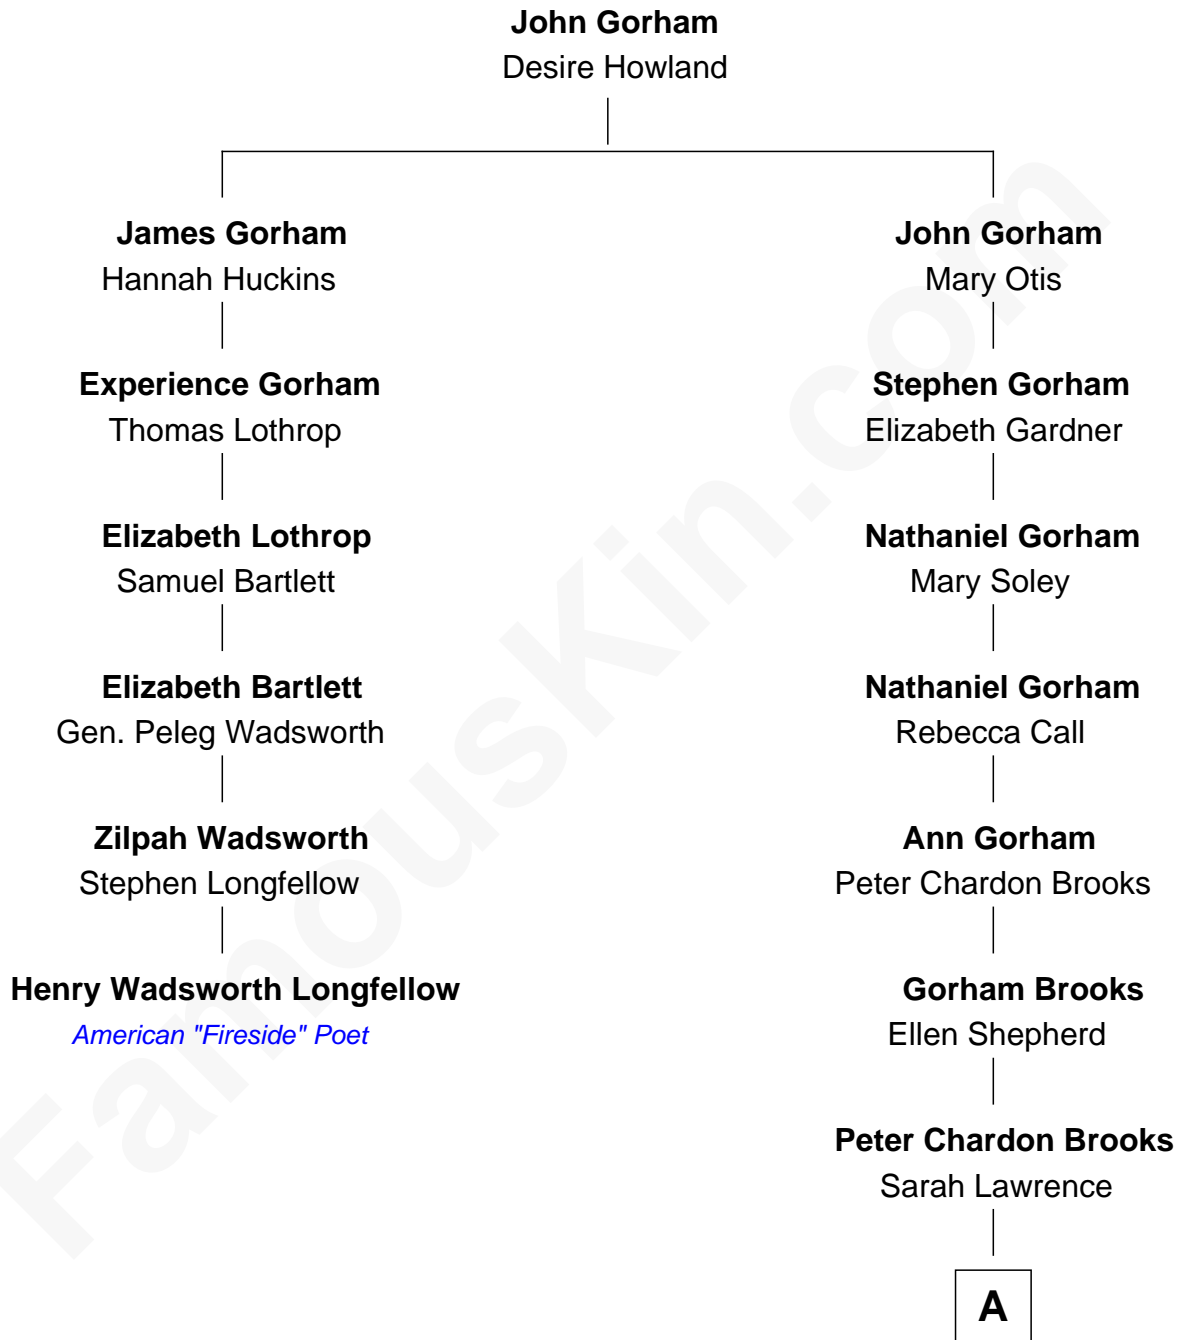 John Gorham
Desire Howland
James Gorham
Hannah Huckins
Experience Gorham
Thomas Lothrop
Elizabeth Lothrop
Samuel Bartlett
Elizabeth Bartlett
Gen. Peleg Wadsworth
Zilpah Wadsworth
Stephen Longfellow
Henry Wadsworth Longfellow
American "Fireside" Poet
John Gorham
Mary Otis
Stephen Gorham
Elizabeth Gardner
Nathaniel Gorham
Mary Soley
Nathaniel Gorham
Rebecca Call
Ann Gorham
Peter Chardon Brooks
Gorham Brooks
Ellen Shepherd
Peter Chardon Brooks
Sarah Lawrence
A
FamousKin.com